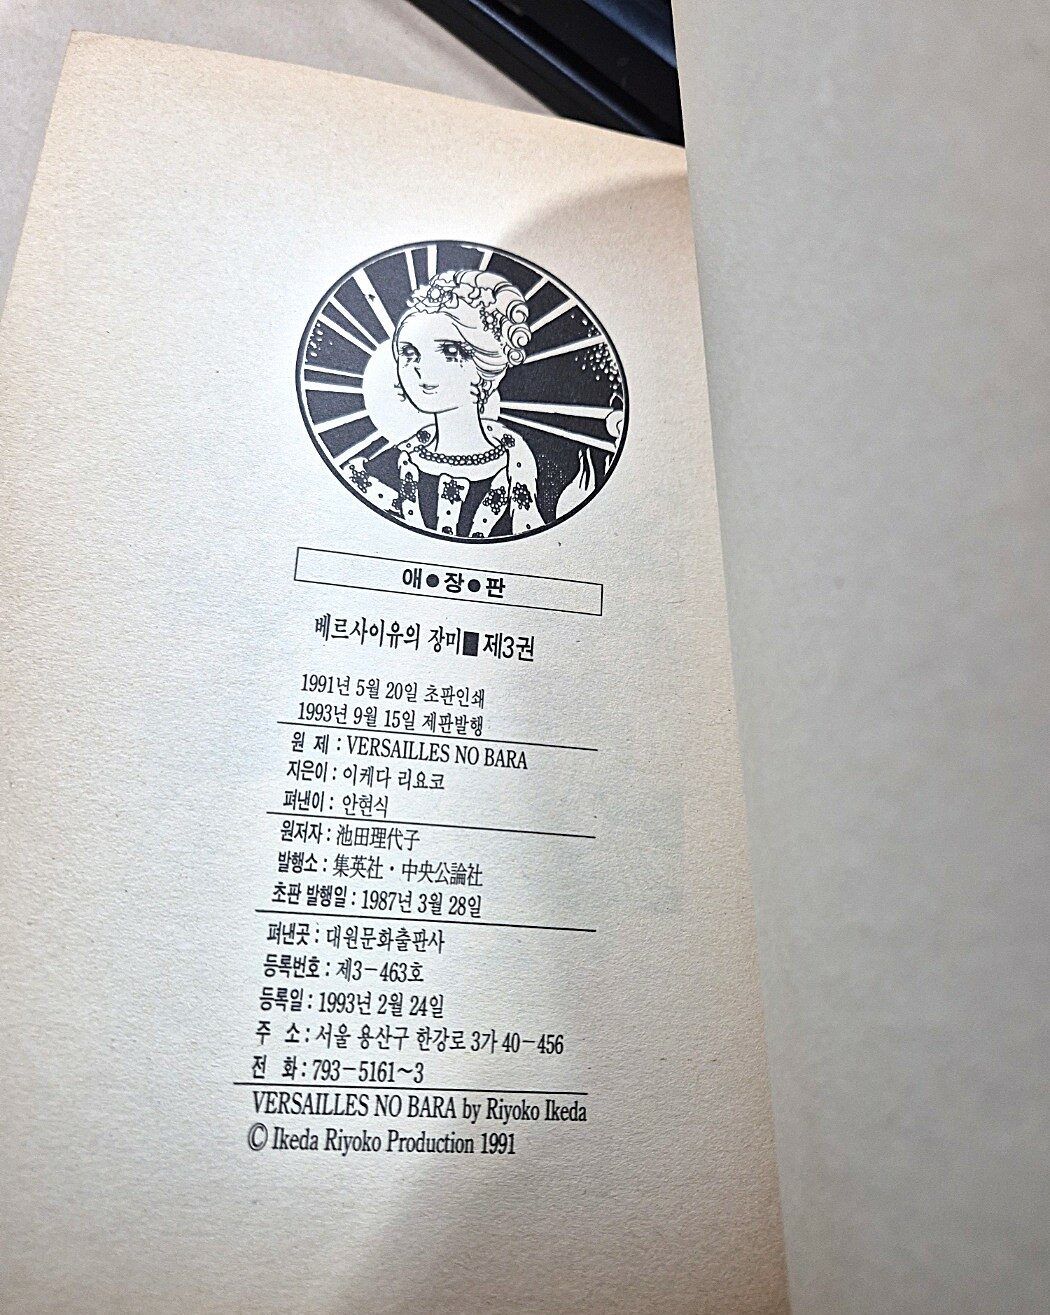 애●장●판
베르사이유의 장미■제3권
1991년 5월 20일 초판인쇄
1993년 9월 15일 제판발행
원 제 : VERSAILLES NO BARA
지은이 : 이케다 리요코
펴낸이 : 안현식
원저자 : 池田理代子
발행소 : 集英社・中央公論社
초판 발행일 : 1987년 3월 28일
펴낸곳 : 대원문화출판사
등록번호 : 제3-463호
등록일 : 1993년 2월 24일
주 소 : 서울 용산구 한강로 3가 40-456
전 화 : 793-5161~3
VERSAILLES NO BARA by Riyoko Ikeda
© Ikeda Riyoko Production 1991